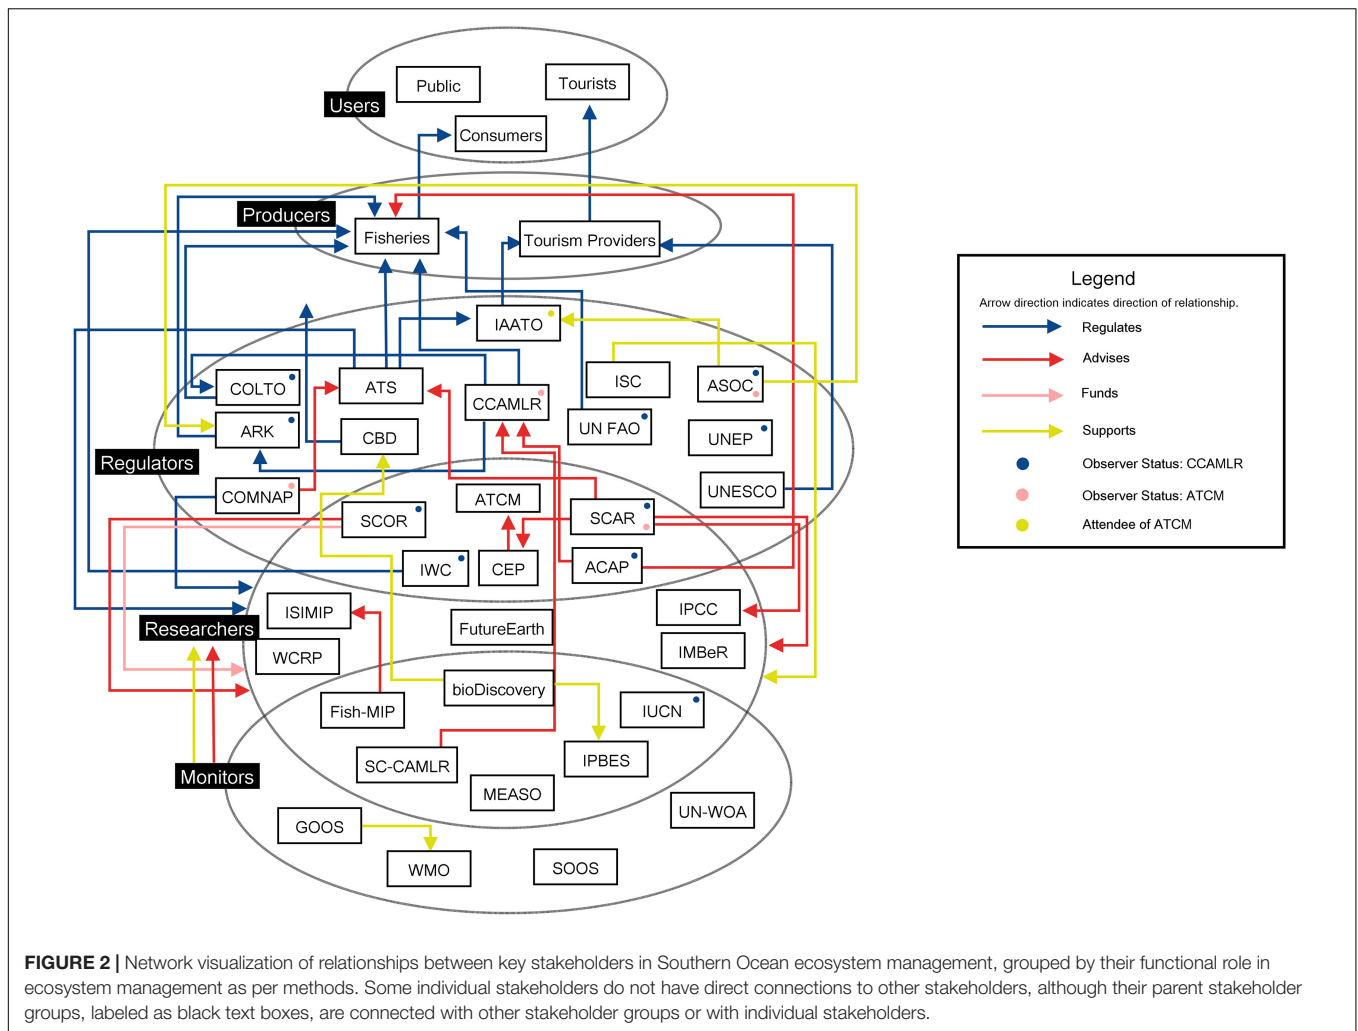 Public
Tourists
Users
Consumers
Producers
Fisheries
Tourism Providers
IAATO
COLTO
ATS
CCAMLR
ISC
ASOC
ARK
CBD
UN FAO
UNEP
Regulators
COMNAP
SCOR
ATCM
SCAR
UNESCO
IWC
CEP
ACAP
ISIMIP
FutureEarth
IPCC
Researchers
WCRP
IMBeR
Fish-MIP
bioDiscovery
IUCN
SC-CAMLR
IPBES
Monitors
MEASO
UN-WOA
GOOS
WMO
SOOS
Legend
Arrow direction indicates direction of relationship.
Regulates
Advises
Funds
Supports
Observer Status: CCAMLR
Observer Status: ATCM
Attendee of ATCM
FIGURE 2 | Network visualization of relationships between key stakeholders in Southern Ocean ecosystem management, grouped by their functional role in
ecosystem management as per methods. Some individual stakeholders do not have direct connections to other stakeholders, although their parent stakeholder
groups, labeled as black text boxes, are connected with other stakeholder groups or with individual stakeholders.